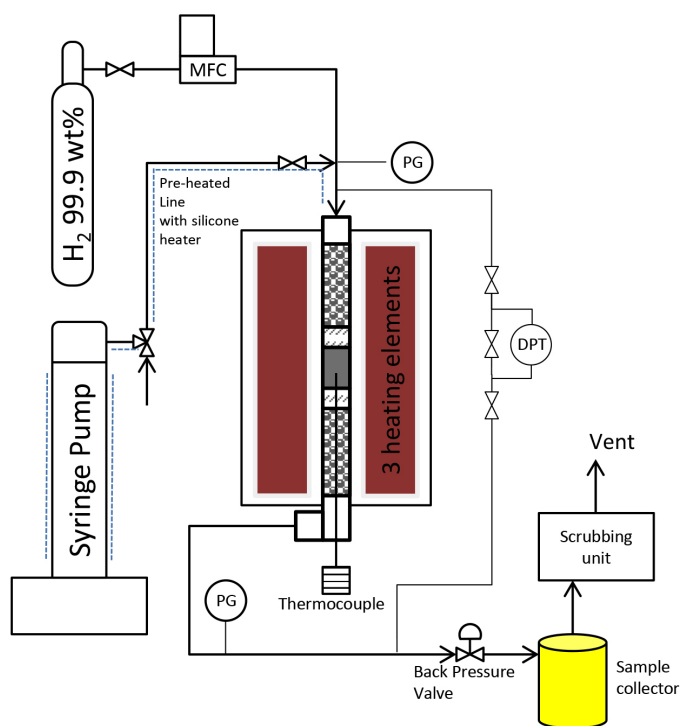 MFC
H2 99.9 wt%
PG
Pre-heated
Line
with silicone
heater
3 heating elements
DPT
Syringe Pump
Vent
Scrubbing
unit
Thermocouple
PG
Back Pressure
Valve
Sample
collector